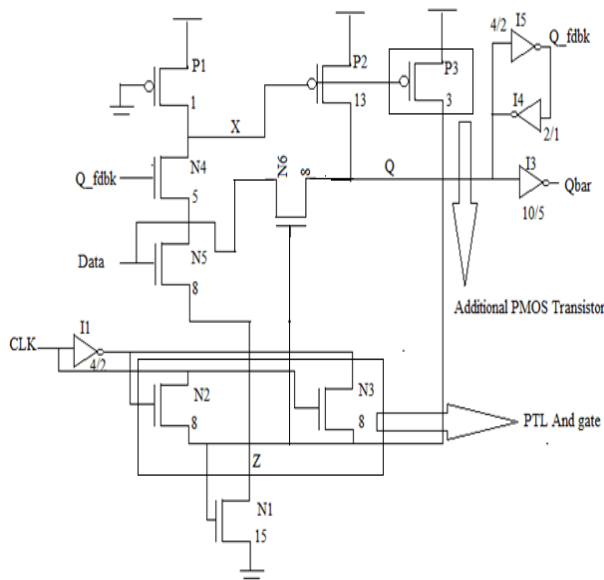 I5
4/2
Q_fdbk
P1
P2
P3
1
13
3
I4
2/1
X
N4
N6
8
I3
Q_fdbk
5
Q
Qbar
10/5
Data
N5
8
Additional PMOS Transistor
CLK
I1
4/2
N2
N3
8
8
PTL And gate
Z
N1
15